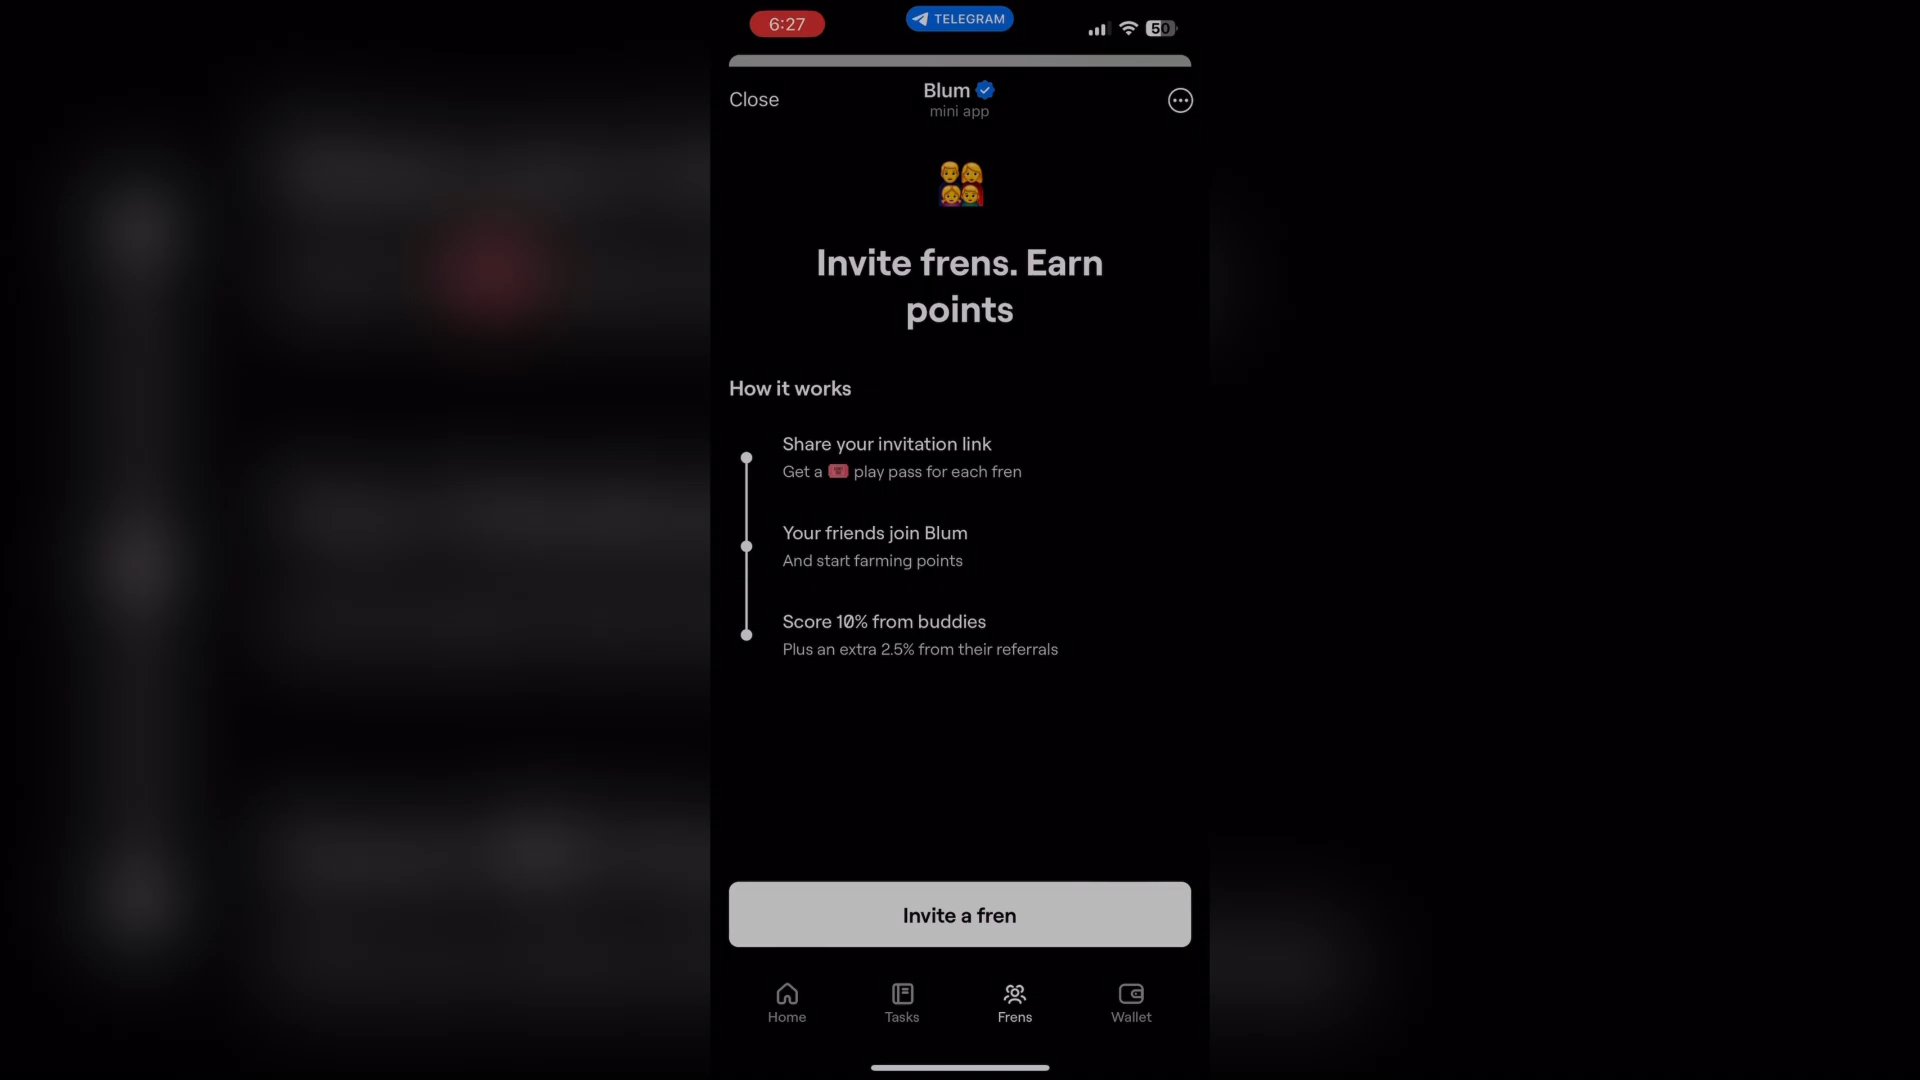 6:27
TELEGRAM
50
Close
Blum
mini app
Invite frens. Earn
points
How it works
Share your invitation link
Get a play pass for each fren
Your friends join Blum
And start farming points
Score 10% from buddies
Plus an extra 2.5% from their referrals
Invite a fren
Home
Tasks
Frens
Wallet